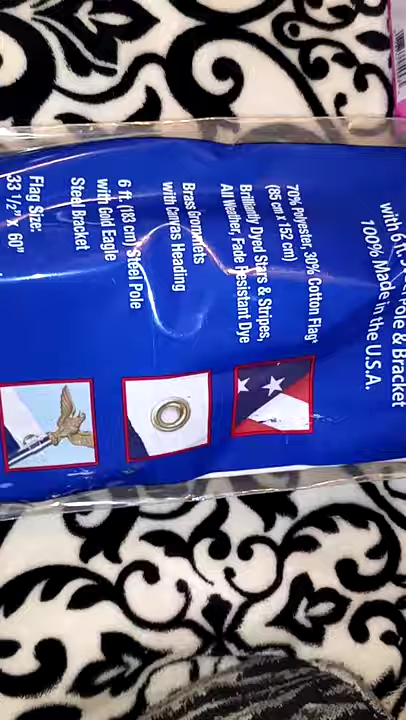 with 6 ft. Pole & Bracket
100% Made in the U.S.A.
70% Polyester, 30% Cotton Flag*
(85 cm x 152 cm)
Brilliantly Dyed Stars & Stripes,
All Weather, Fade Resistant Dye
Brass Grommets
with Canvas Heading
6 ft. (183 cm) Steel Pole
with Gold Eagle
Steel Bracket
Flag Size:
33 1/2" x 60"